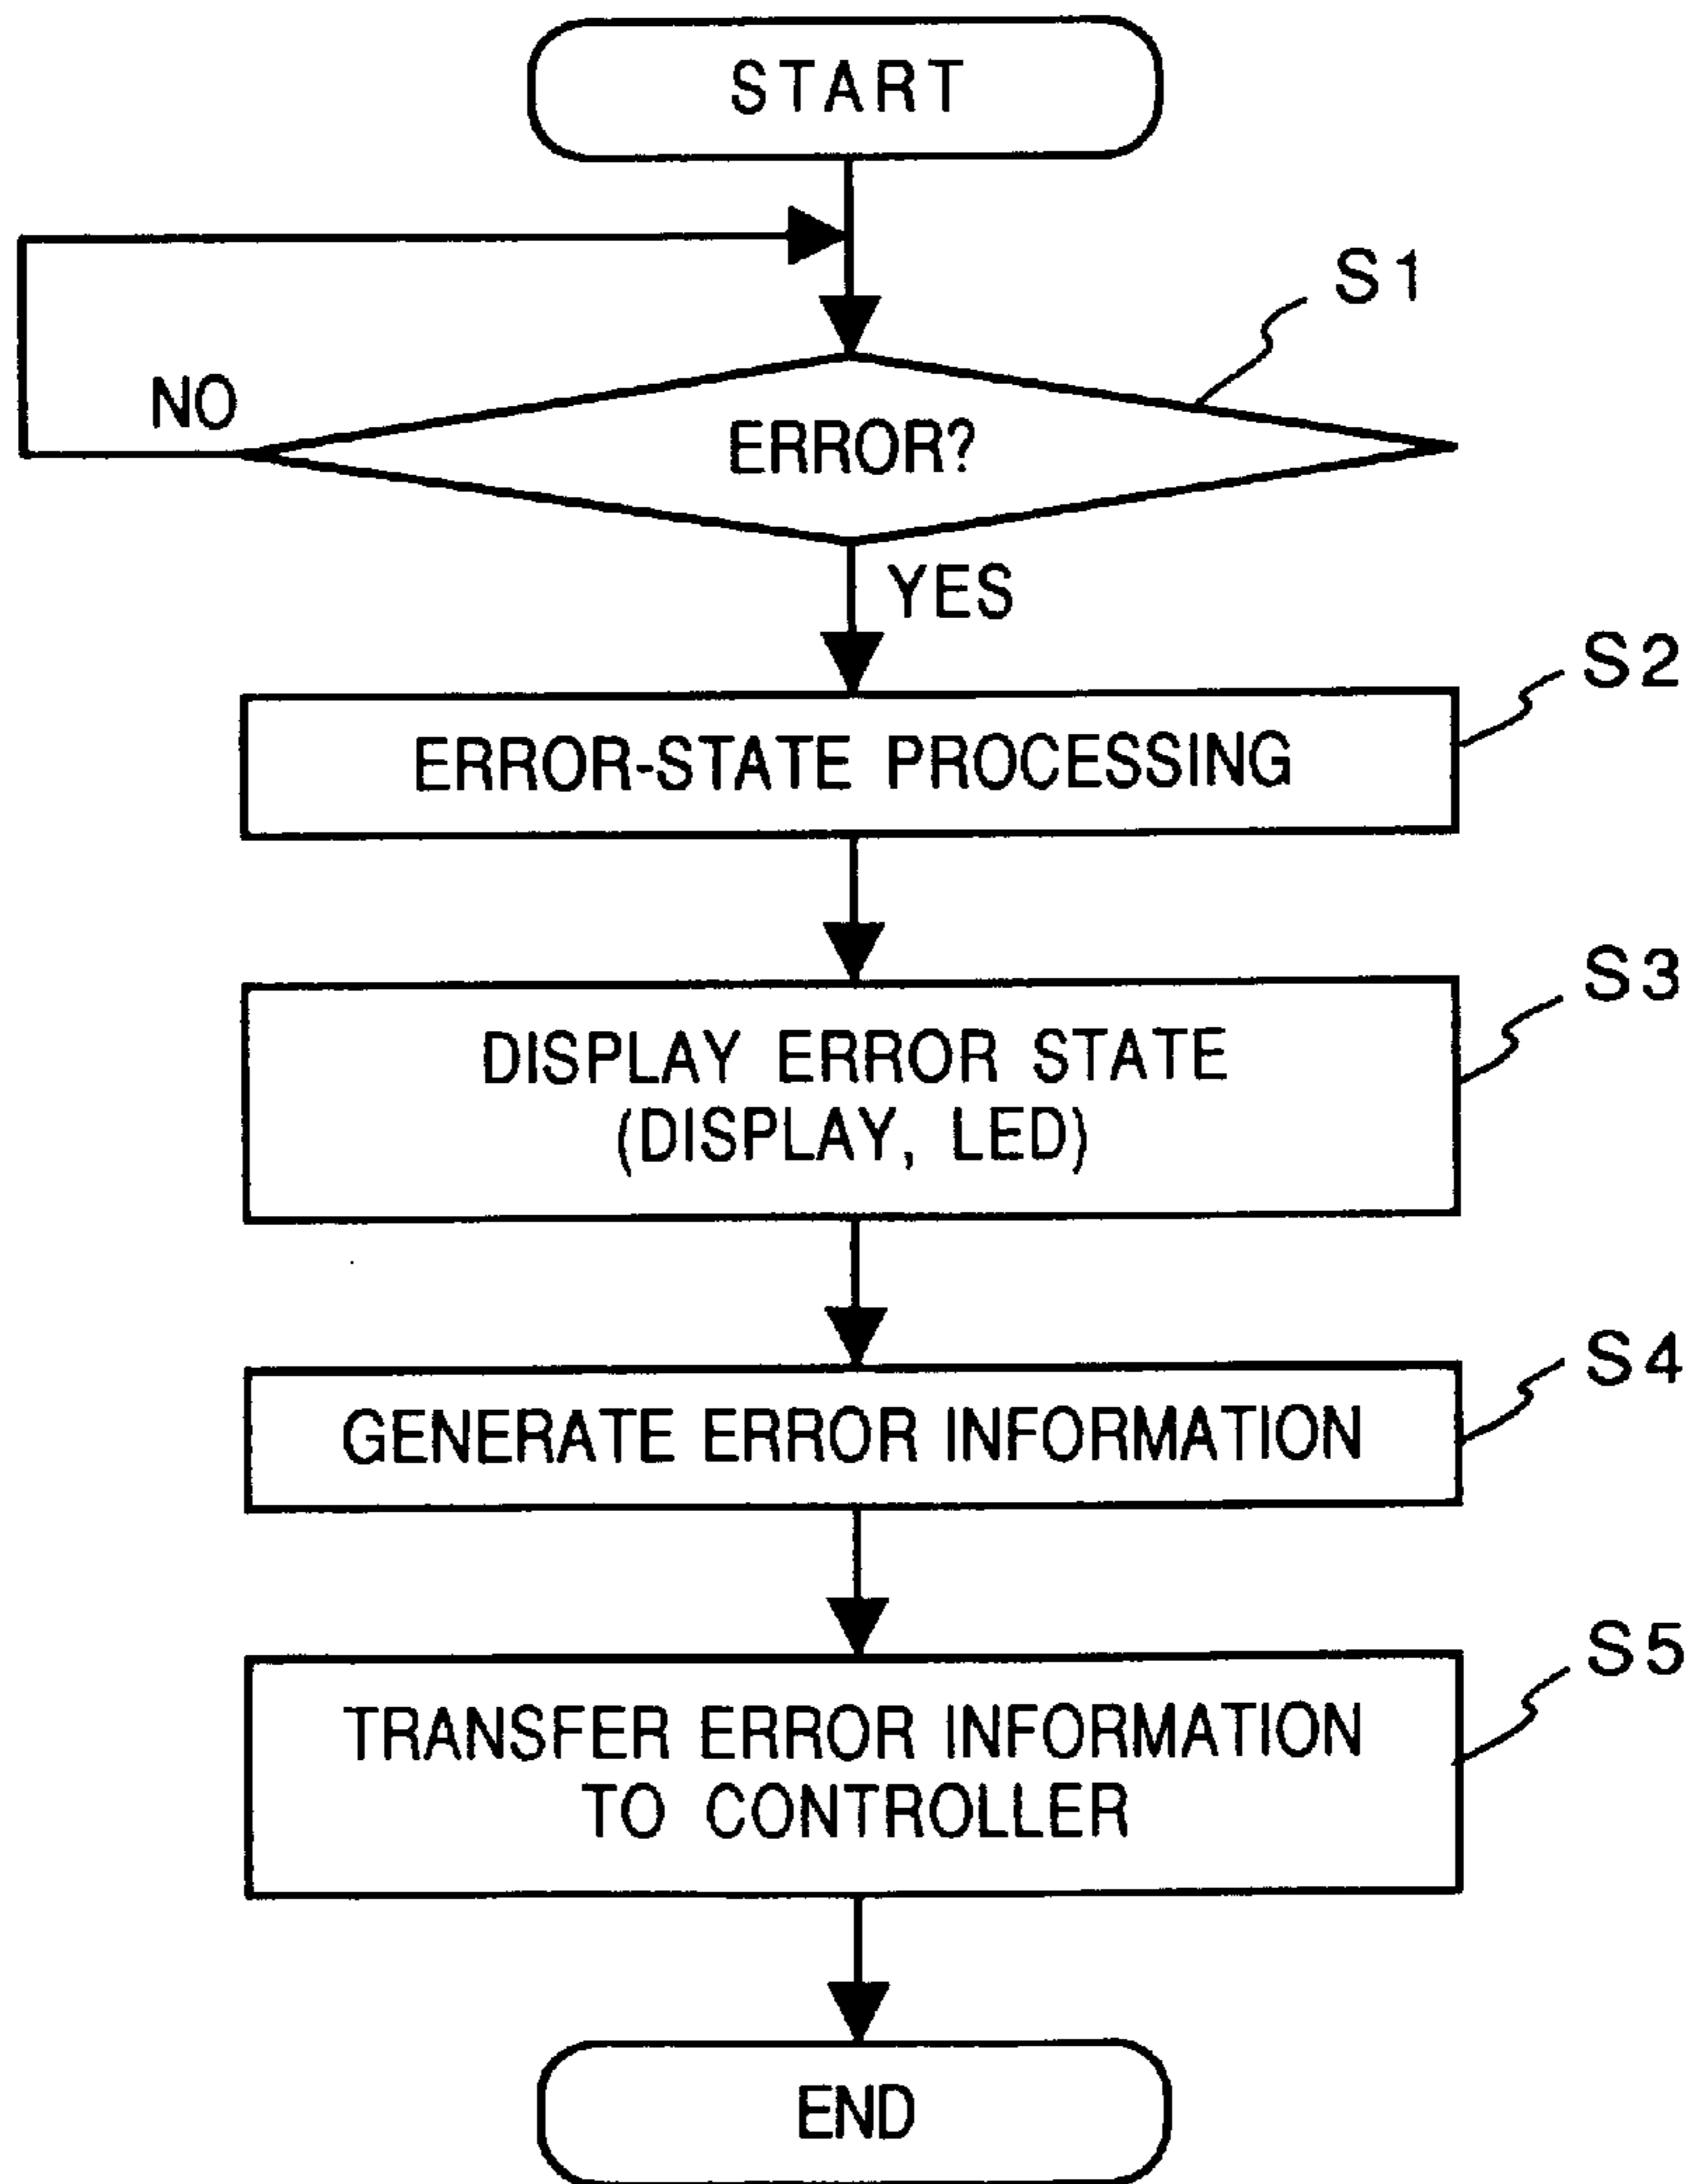 START
S1
NO
ERROR?
YES
S2
ERROR-STATE PROCESSING
S3
DISPLAY ERROR STATE
(DISPLAY, LED)
S4
GENERATE ERROR INFORMATION
S5
TRANSFER ERROR INFORMATION
TO CONTROLLER
END